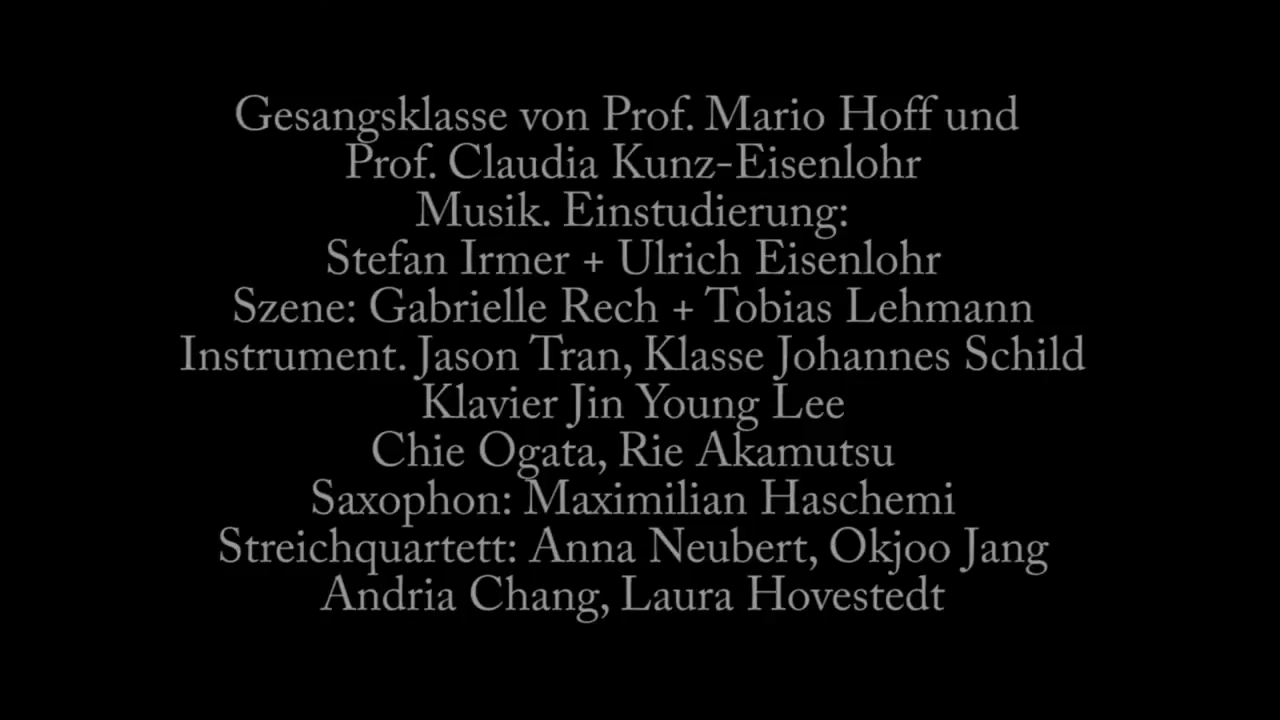 Gesangsklasse von Prof. Mario Hoff und
Prof. Claudia Kunz-Eisenlohr
Musik. Einstudierung:
Stefan Irmer + Ulrich Eisenlohr
Szene: Gabrielle Rech + Tobias Lehmann
Instrument. Jason Tran, Klasse Johannes Schild
Klavier Jin Young Lee
Chie Ogata, Rie Akamutsu
Saxophon: Maximilian Haschemi
Streichquartett: Anna Neubert, Okjoo Jang
Andria Chang, Laura Hovestedt